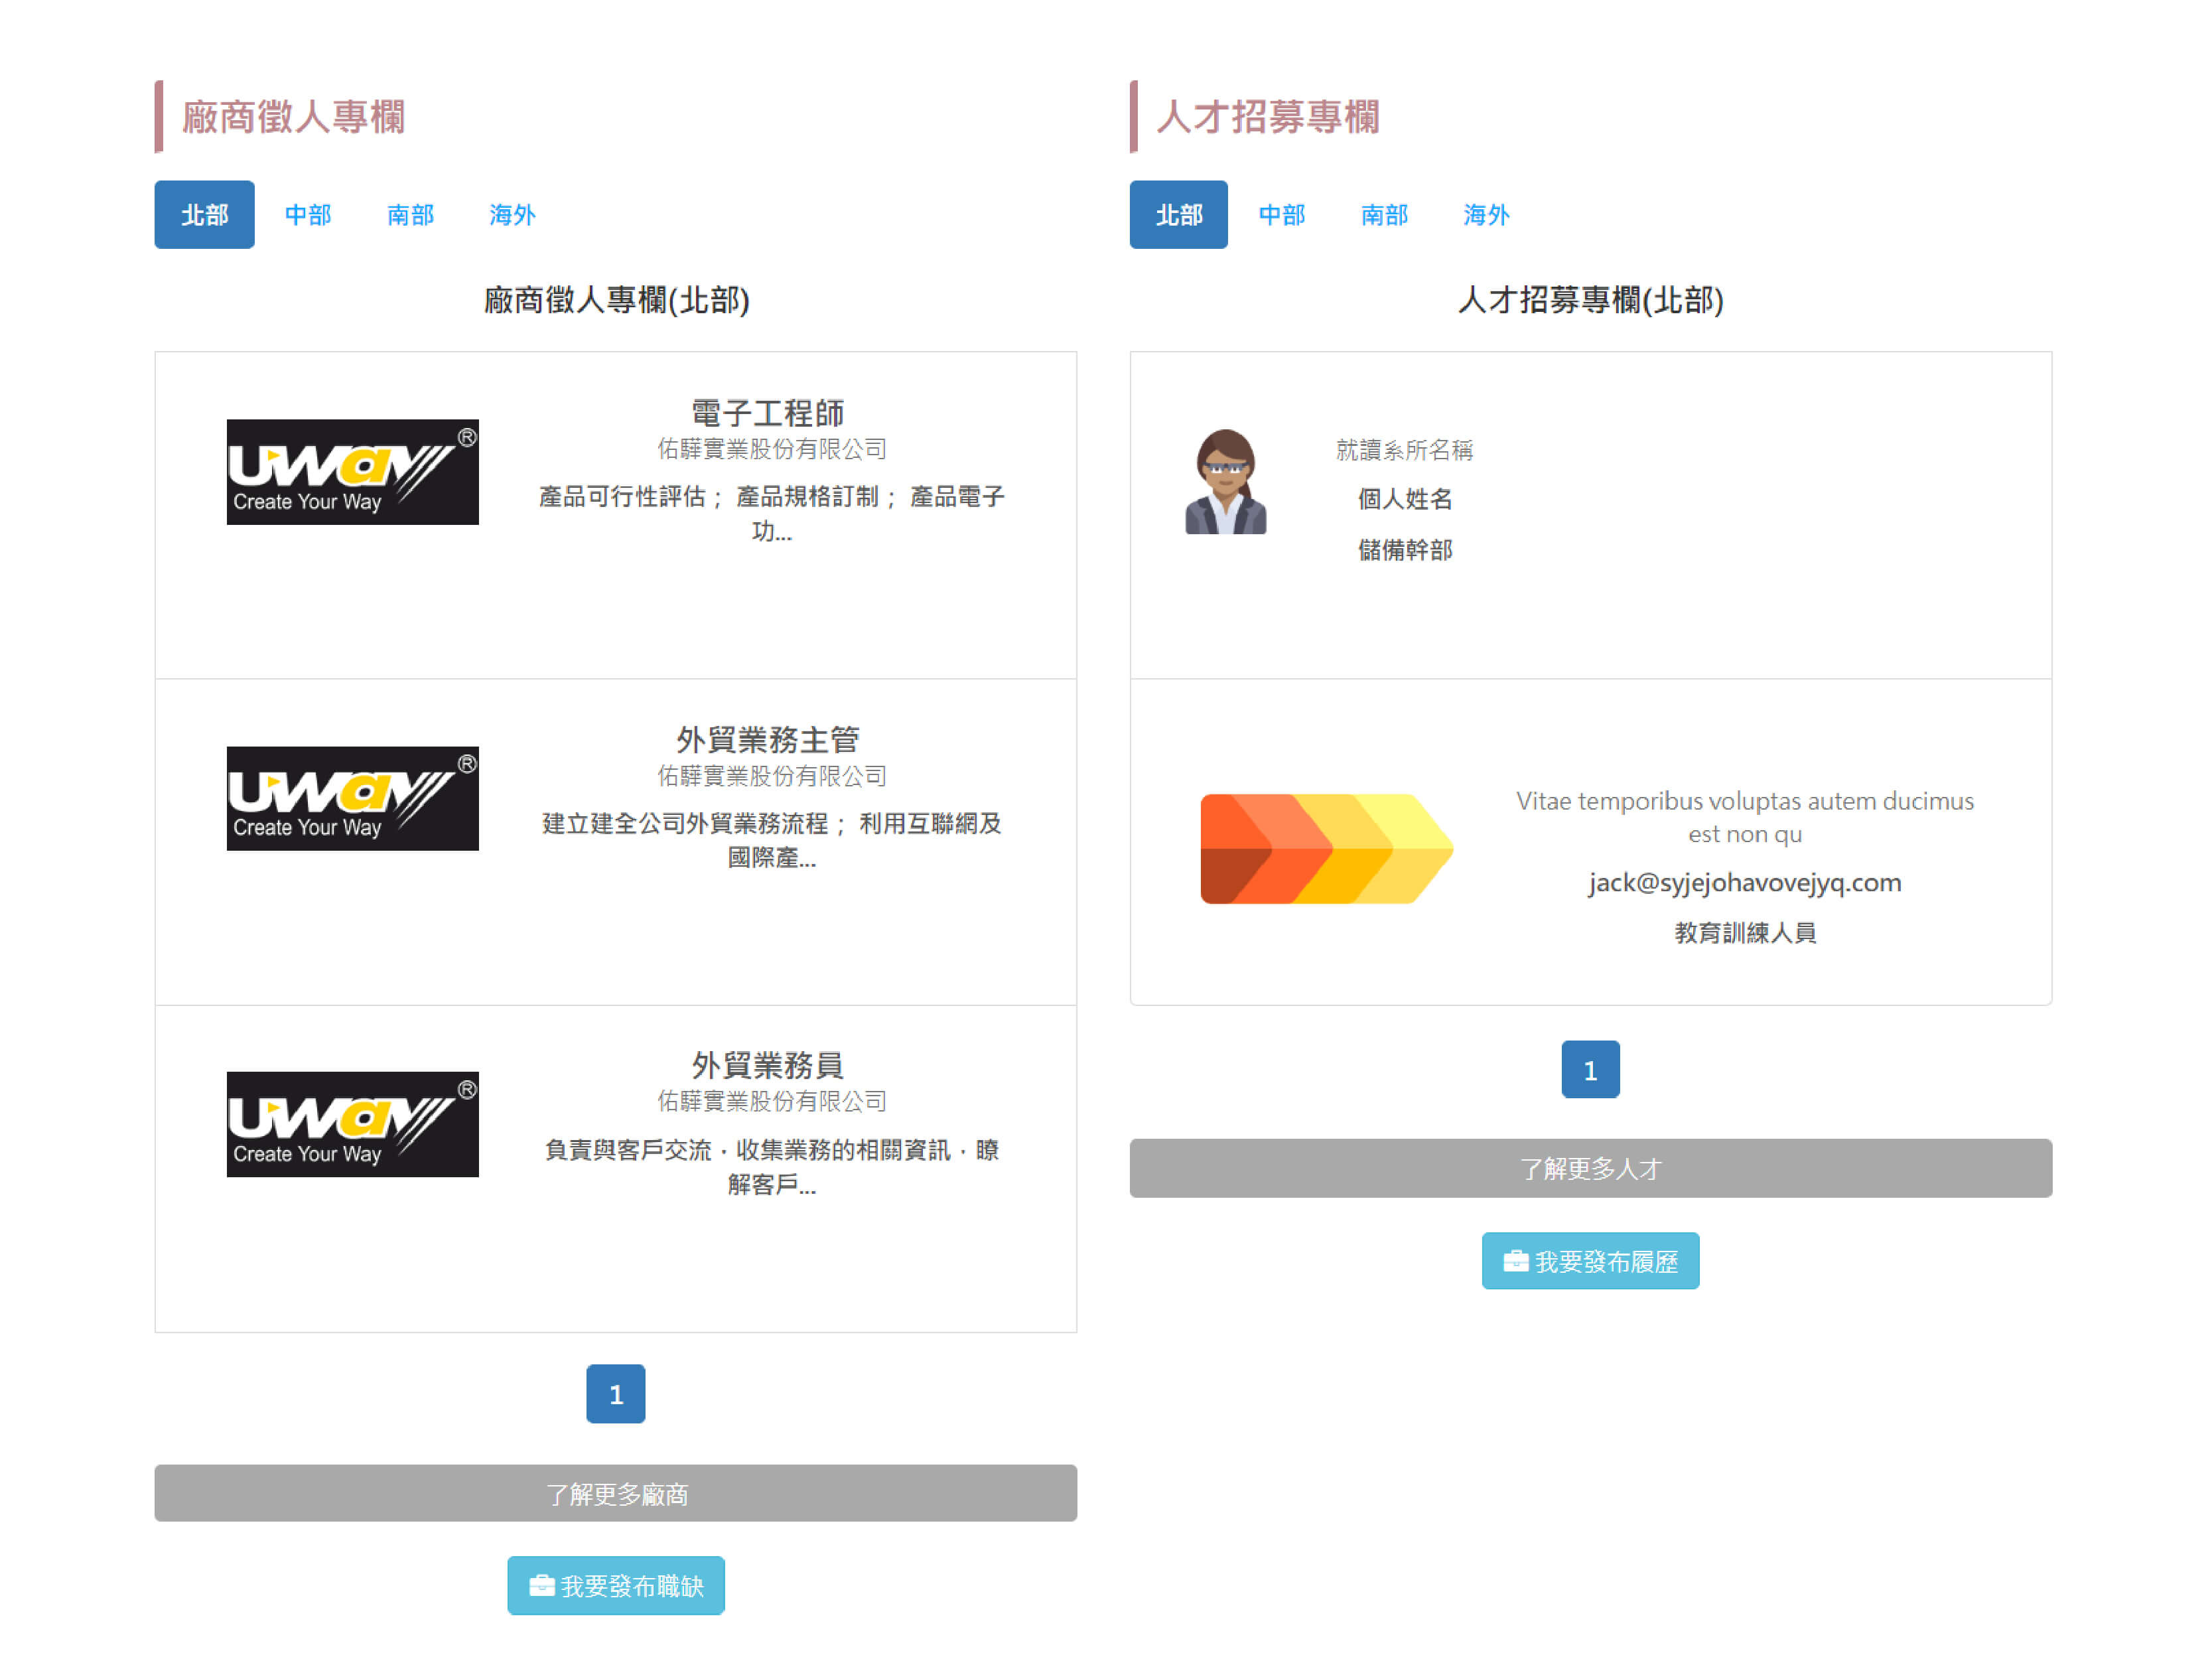 廠商徵人專欄
北部
中部
南部
海外
廠商徵人專欄(北部)
uway®
Create Your Way
電子工程師
佑驊實業股份有限公司
產品可行性評估； 產品規格訂制； 產品電子
功...
uway®
Create Your Way
外貿業務主管
佑驊實業股份有限公司
建立建全公司外貿業務流程； 利用互聯網及
國際產...
uway®
Create Your Way
外貿業務員
佑驊實業股份有限公司
負責與客戶交流，收集業務的相關資訊，瞭
解客戶...
1
了解更多廠商
我要發布職缺
人才招募專欄
北部
中部
南部
海外
人才招募專欄(北部)
就讀系所名稱
個人姓名
儲備幹部
Vitae temporibus voluptas autem ducimus
est non qu
jack@syjejohavovejyq.com
教育訓練人員
1
了解更多人才
我要發布履歷